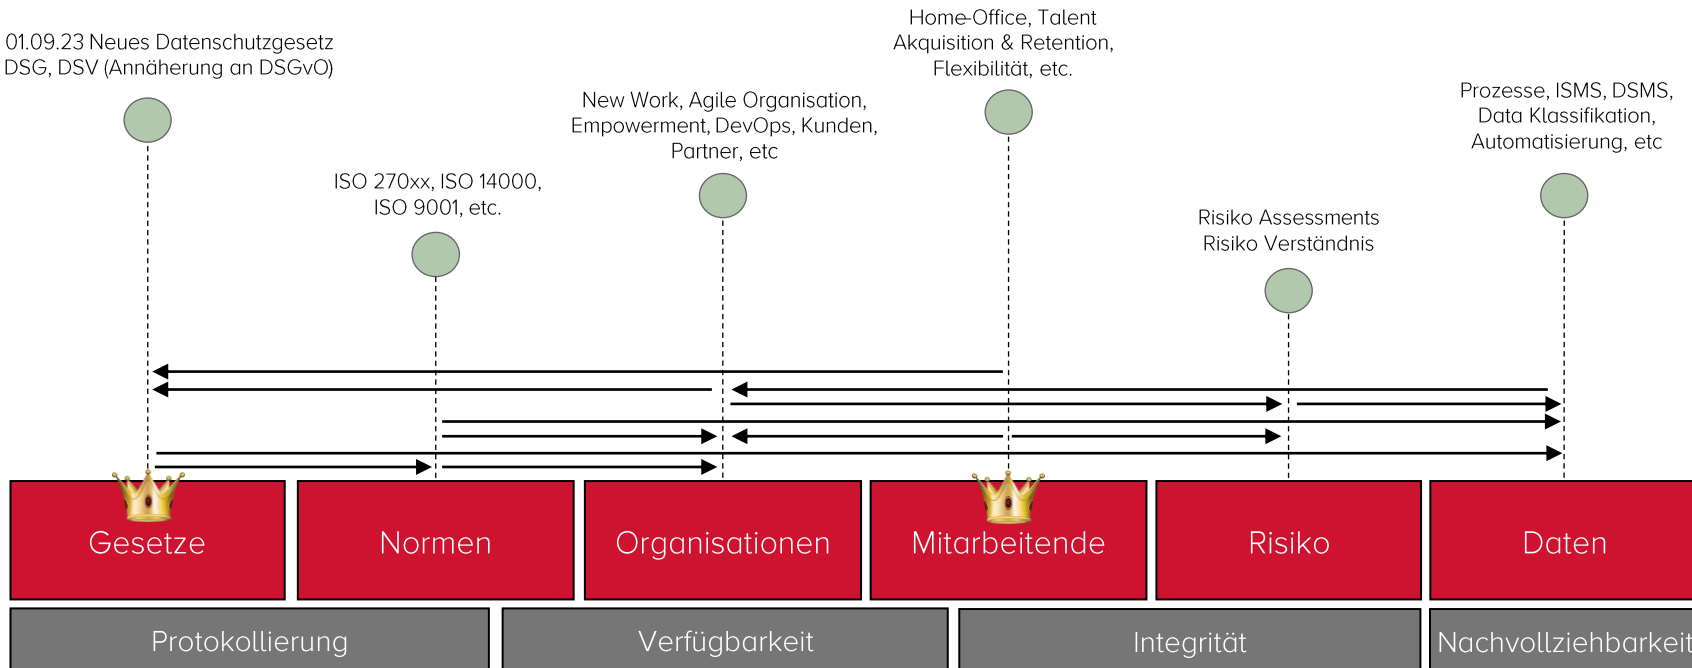 01.09.23 Neues Datenschutzgesetz
DSG, DSV (Annäherung an DSGvO)
ISO 270xx, ISO 14000,
ISO 9001, etc.
New Work, Agile Organisation,
Empowerment, DevOps, Kunden,
Partner, etc
Home-Office, Talent
Akquisition & Retention,
Flexibilität, etc.
Risiko Assessments
Risiko Verständnis
Prozesse, ISMS, DSMS,
Data Klassifikation,
Automatisierung, etc
Gesetze
Normen
Organisationen
Mitarbeitende
Risiko
Daten
Protokollierung
Verfügbarkeit
Integrität
Nachvollziehbarkeit